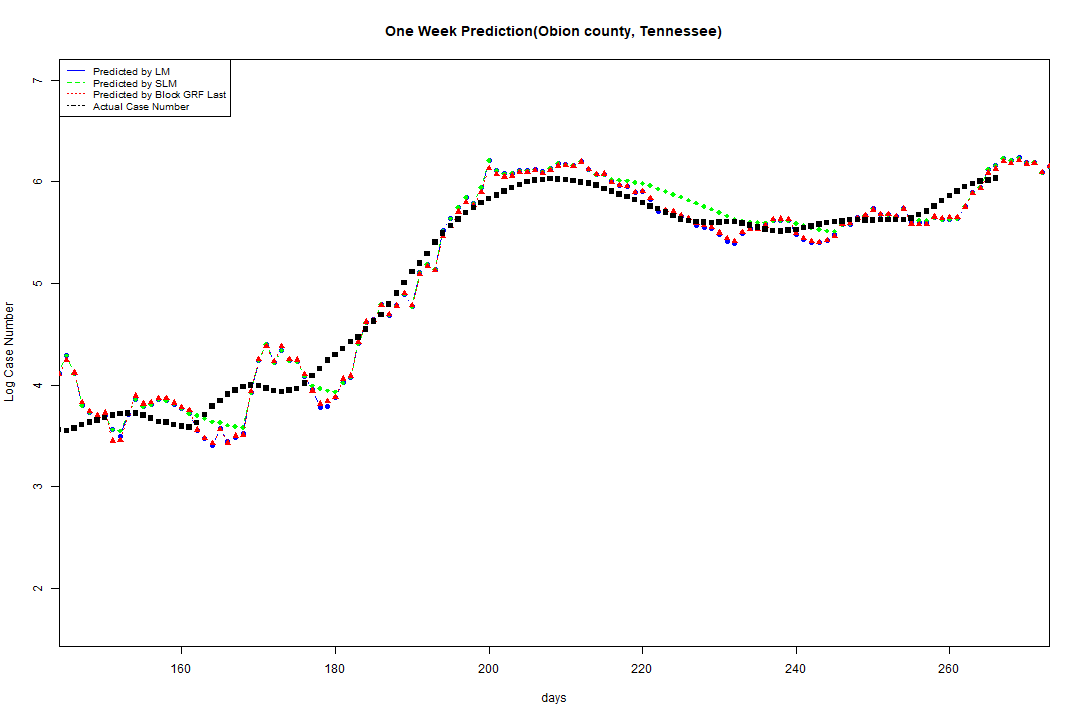 One Week Prediction(Obion county, Tennessee)
Predicted by LM
Predicted by SLM
Predicted by Block GRF Last
Actual Case Number
7
6
5
4
3
2
Log Case Number
160 180 200 220 240 260
days